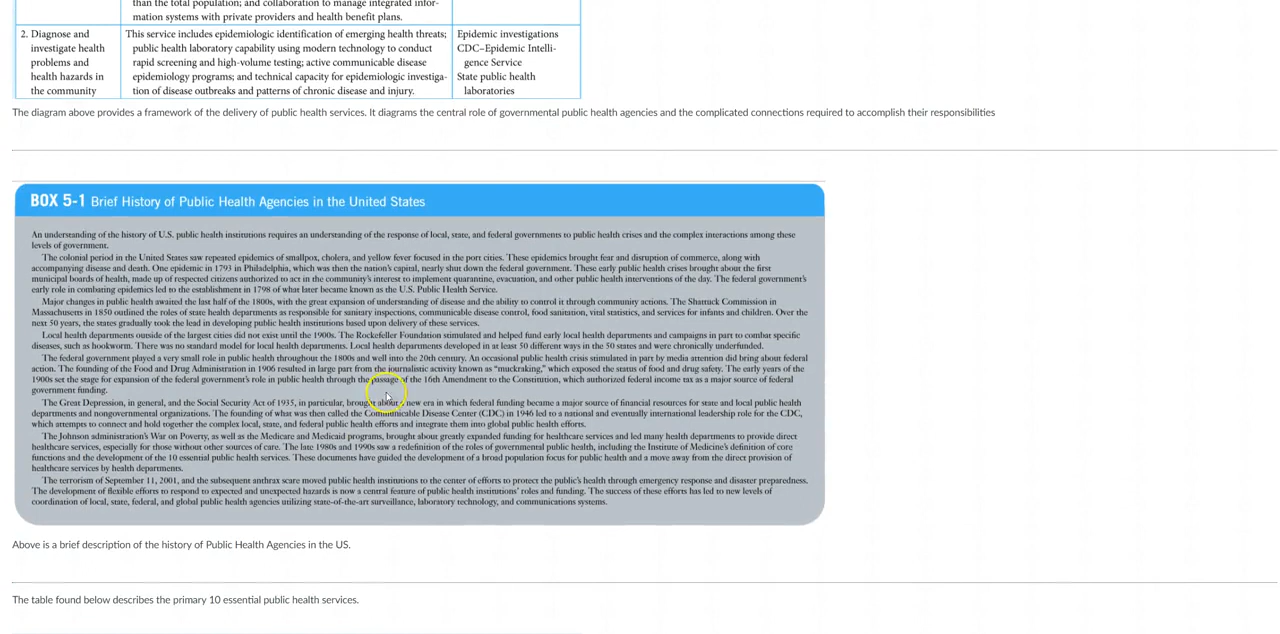 than the total population; and collaboration to manage integrated infor-
mation systems with private providers and health benefit plans.
2. Diagnose and
investigate health
problems and
health hazards in
the community
This service includes epidemiologic identification of emerging health threats;
public health laboratory capability using modern technology to conduct
rapid screening and high-volume testing; active communicable disease
epidemiology programs; and technical capacity for epidemiologic investiga-
tion of disease outbreaks and patterns of chronic disease and injury.
Epidemic investigations
CDC–Epidemic Intelli-
gence Service
State public health
laboratories
The diagram above provides a framework of the delivery of public health services. It diagrams the central role of governmental public health agencies and the complicated connections required to accomplish their responsibilities
BOX 5-1 Brief History of Public Health Agencies in the United States
An understanding of the history of U.S. public health institutions requires an understanding of the response of local, state, and federal governments to public health crises and the complex interactions among these
levels of government.
The colonial period in the United States saw repeated epidemics of smallpox, cholera, and yellow fever focused in the port cities. These epidemics brought fear and disruption of commerce, along with
accompanying disease and death. One epidemic in 1793 in Philadelphia, which was then the nation's capital, nearly shut down the federal government. These early public health crises brought about the first
municipal boards of health, made up of respected citizens authorized to act in the community's interest to implement quarantine, evacuation, and other public health interventions of the day. The federal government's
early role in combating epidemics led to the establishment in 1798 of what later became known as the U.S. Public Health Service.
Major changes in public health awaited the last half of the 1800s, with the great expansion of understanding of disease and the ability to control it through community actions. The Shattuck Commission in
Massachusetts in 1850 outlined the roles of state health departments as responsible for sanitary inspections, communicable disease control, food sanitation, vital statistics, and services for infants and children. Over the
next 50 years, the states gradually took the lead in developing public health institutions based upon delivery of these services.
Local health departments outside of the largest cities did not exist until the 1900s. The Rockefeller Foundation stimulated and helped fund early local health departments and campaigns in part to combat specific
diseases, such as hookworm. There was no standard model for local health departments. Local health departments developed in at least 50 different ways in the 50 states and were chronically underfunded.
The federal government played a very small role in public health throughout the 1800s and well into the 20th century. An occasional public health crisis stimulated in part by media attention did bring about federal
action. The founding of the Food and Drug Administration in 1906 resulted in large part from the journalistic activity known as "muckraking," which exposed the status of food and drug safety. The early years of the
1900s set the stage for expansion of the federal government's role in public health through the passage of the 16th Amendment to the Constitution, which authorized federal income tax as a major source of federal
government funding.
The Great Depression, in general, and the Social Security Act of 1935, in particular, brought about a new era in which federal funding became a major source of financial resources for state and local public health
departments and nongovernmental organizations. The founding of what was then called the Communicable Disease Center (CDC) in 1946 led to a national and eventually international leadership role for the CDC,
which attempts to connect and hold together the complex local, state, and federal public health efforts and integrate them into global public health efforts.
The Johnson administration's War on Poverty, as well as the Medicare and Medicaid programs, brought about greatly expanded funding for healthcare services and led many health departments to provide direct
healthcare services, especially for those without other sources of care. The late 1980s and 1990s saw a redefinition of the roles of governmental public health, including the Institute of Medicine's definition of core
functions and the development of the 10 essential public health services. These documents have guided the development of a broad population focus for public health and a move away from the direct provision of
healthcare services by health departments.
The terrorism of September 11, 2001, and the subsequent anthrax scare moved public health institutions to the center of efforts to protect the public's health through emergency response and disaster preparedness.
The development of flexible efforts to respond to expected and unexpected hazards is now a central feature of public health institutions' roles and funding. The success of these efforts has led to new levels of
coordination of local, state, federal, and global public health agencies utilizing state-of-the-art surveillance, laboratory technology, and communications systems.
Above is a brief description of the history of Public Health Agencies in the US.
The table found below describes the primary 10 essential public health services.